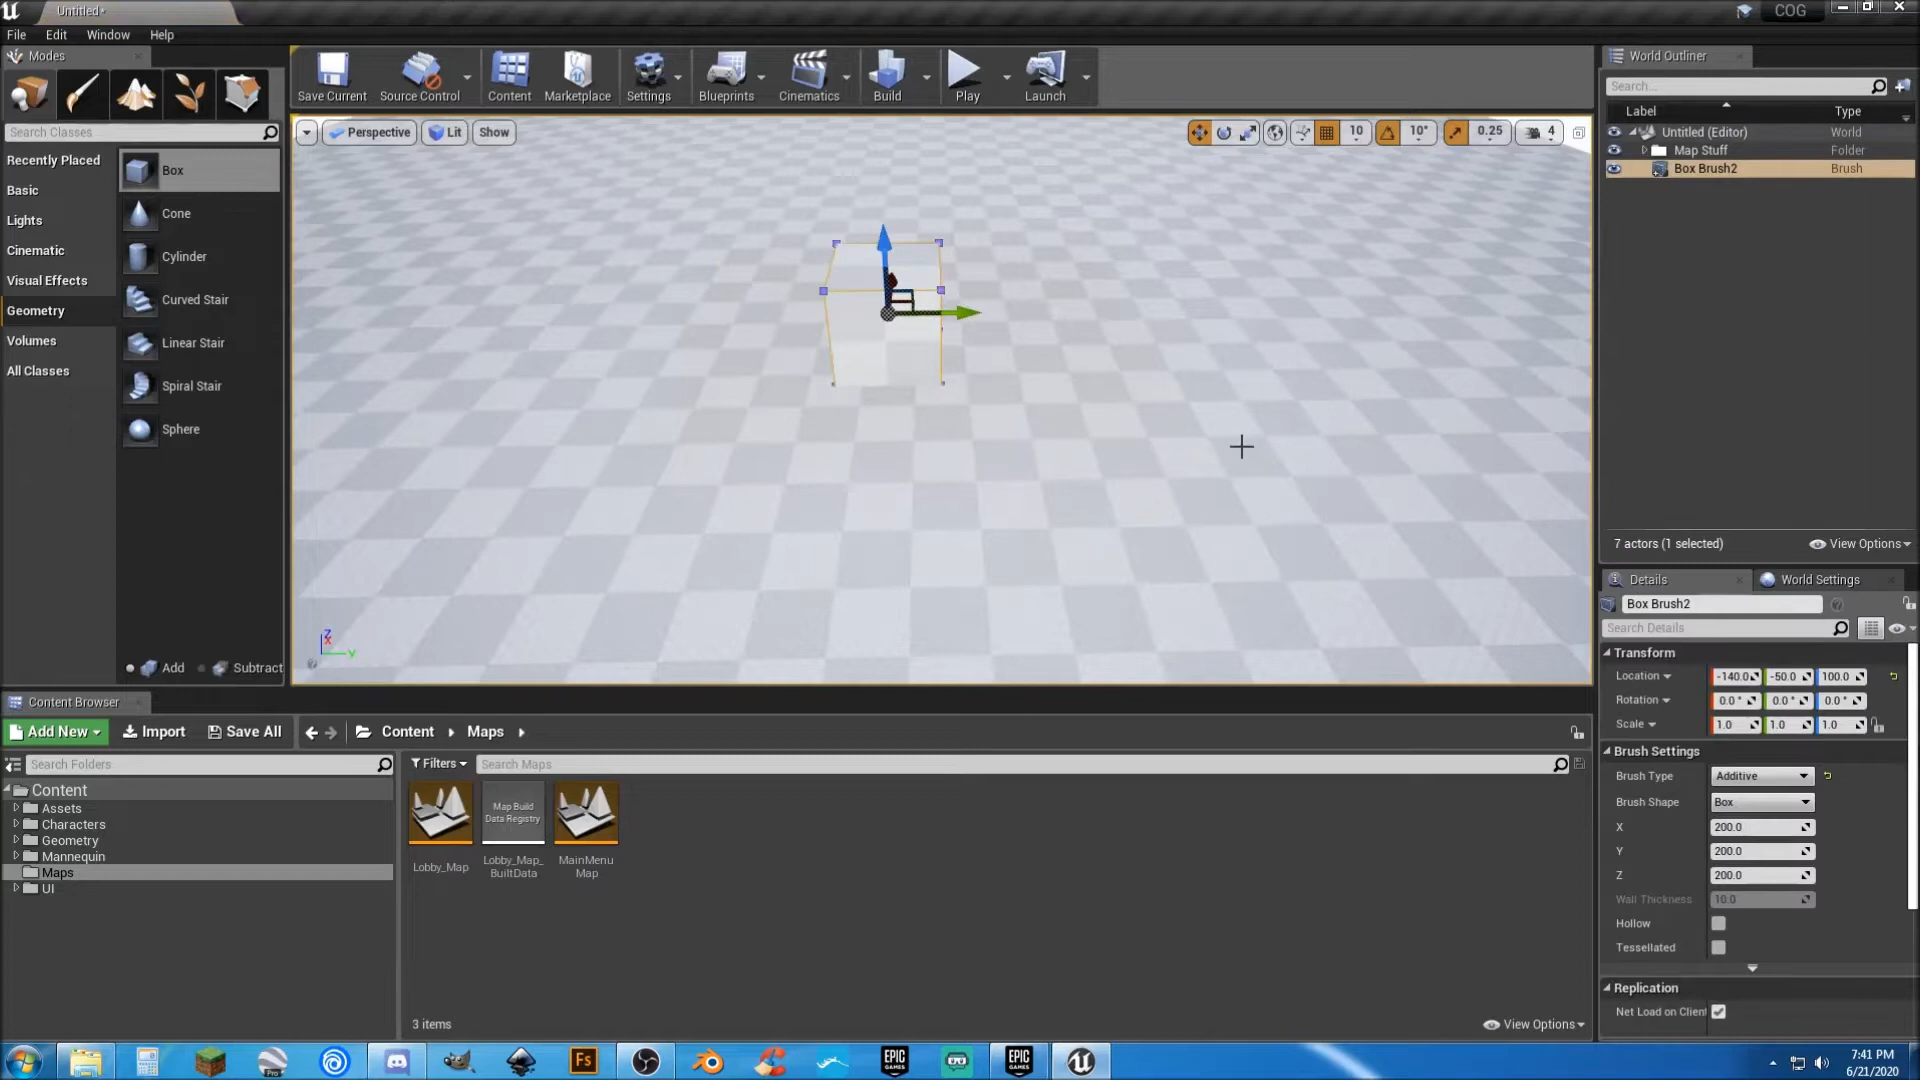 Untitled*
COG
File Edit Window Help
Modes
Search Classes
Recently Placed
Basic
Lights
Cinematic
Visual Effects
Geometry
Volumes
All Classes
Box
Cone
Cylinder
Curved Stair
Linear Stair
Spiral Stair
Sphere
Add Subtract
Save Current Source Control Content Marketplace Settings Blueprints Cinematics Build Play Launch
Perspective Lit Show
10 10° 0.25 4
Z
X
Y
World Outliner
Search...
Label Type
Untitled (Editor) World
Map Stuff Folder
Box Brush2 Brush
7 actors (1 selected) View Options
Details World Settings
Box Brush2
Search Details
Transform
Location -140.0 -50.0 100.0
Rotation 0.0 ° 0.0 ° 0.0 °
Scale 1.0 1.0 1.0
Brush Settings
Brush Type Additive
Brush Shape Box
X 200.0
Y 200.0
Z 200.0
Wall Thickness 10.0
Hollow
Tessellated
Replication
Net Load on Client
Content Browser
Add New Import Save All Content Maps
Search Folders
Content
Assets
Characters
Geometry
Mannequin
Maps
UI
Filters Search Maps
Map Build
Data Registry
Lobby_Map
Lobby_Map_
BuiltData
MainMenu
Map
3 items View Options
Pro
Fs
EPIC
GAMES
EPIC
GAMES
7:41 PM
6/21/2020